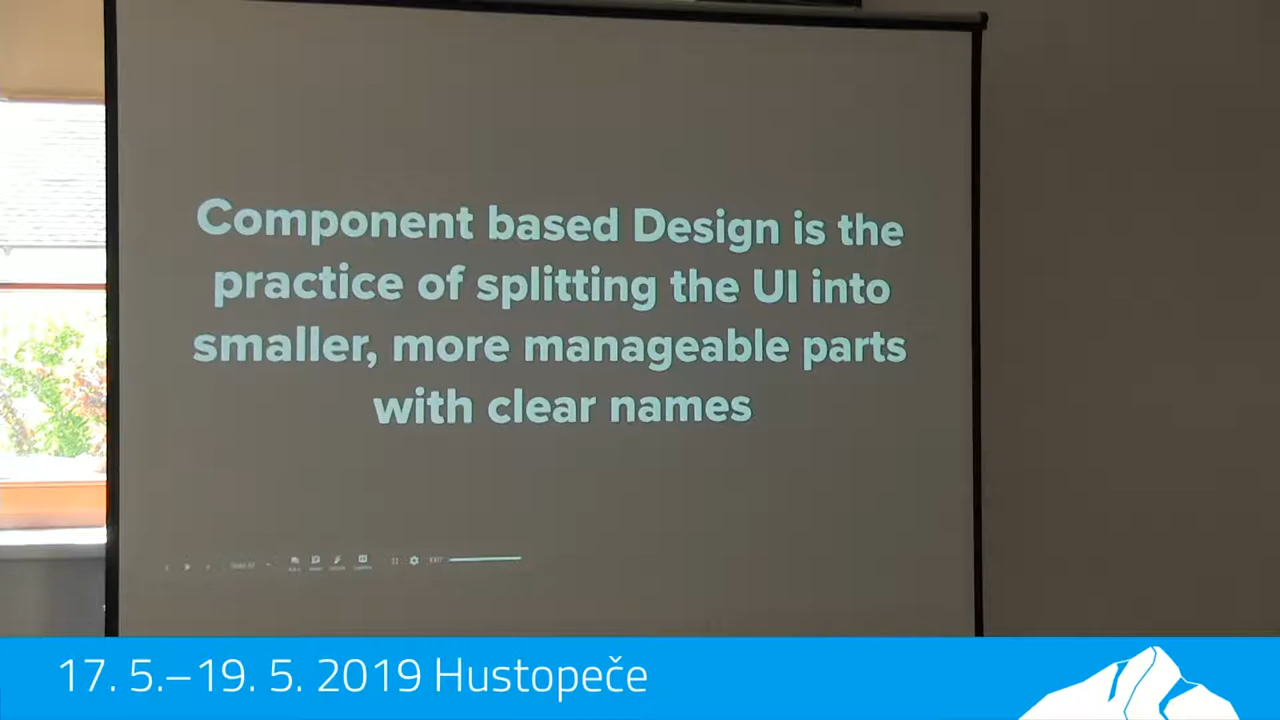 Component based Design is the
practice of splitting the UI into
smaller, more manageable parts
with clear names
EXIT
17. 5.–19. 5. 2019 Hustopeče